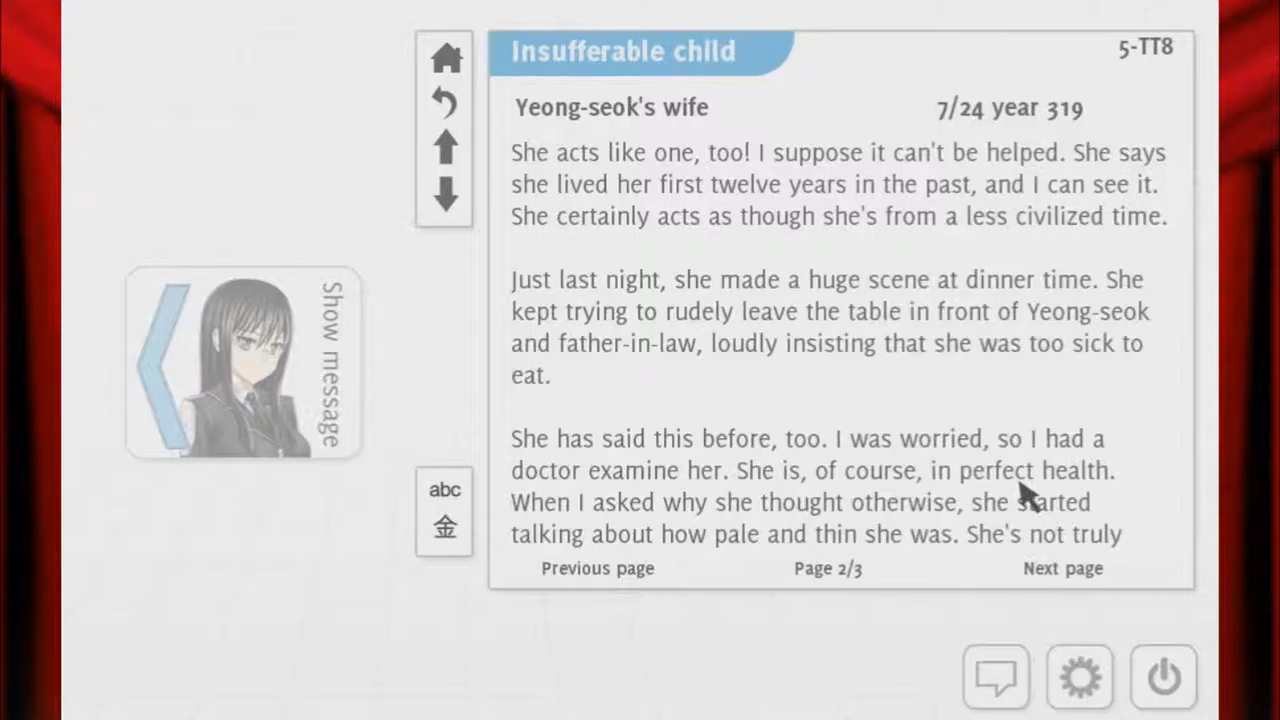 Insufferable child
5-TT8
Yeong-seok's wife
7/24 year 319
She acts like one, too! I suppose it can't be helped. She says
she lived her first twelve years in the past, and I can see it.
She certainly acts as though she's from a less civilized time.
Just last night, she made a huge scene at dinner time. She
kept trying to rudely leave the table in front of Yeong-seok
and father-in-law, loudly insisting that she was too sick to
eat.
She has said this before, too. I was worried, so I had a
doctor examine her. She is, of course, in perfect health.
When I asked why she thought otherwise, she started
talking about how pale and thin she was. She's not truly
Previous page
Page 2/3
Next page
Show message
abc
金